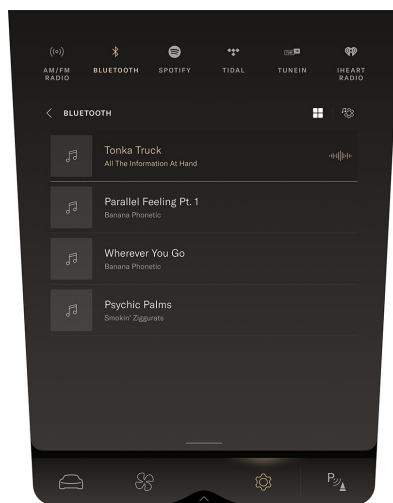 AM/FM
RADIO
BLUETOOTH
SPOTIFY
TIDAL
TUNEIN
IHEART
RADIO
BLUETOOTH
Tonka Truck
All The Information At Hand
Parallel Feeling Pt. 1
Banana Phonetic
Wherever You Go
Banana Phonetic
Psychic Palms
Smokin' Ziggurats
P